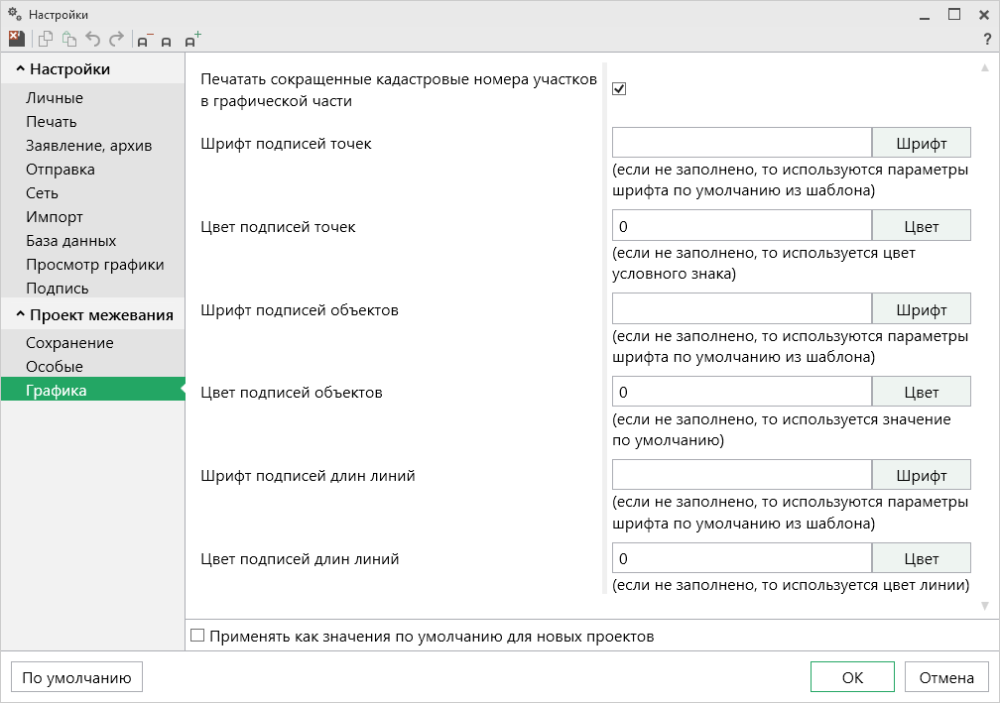 Настройки
?
Настройки
Личные
Печать
Заявление, архив
Отправка
Сеть
Импорт
База данных
Просмотр графики
Подпись
Проект межевания
Сохранение
Особые
Графика
Печатать сокращенные кадастровые номера участков
в графической части
Шрифт подписей точек
Шрифт
(если не заполнено, то используются параметры
шрифта по умолчанию из шаблона)
Цвет подписей точек
0
Цвет
(если не заполнено, то используется цвет
условного знака)
Шрифт подписей объектов
Шрифт
(если не заполнено, то используются параметры
шрифта по умолчанию из шаблона)
Цвет подписей объектов
0
Цвет
(если не заполнено, то используется значение
по умолчанию)
Шрифт подписей длин линий
Шрифт
(если не заполнено, то используются параметры
шрифта по умолчанию из шаблона)
Цвет подписей длин линий
0
Цвет
(если не заполнено, то используется цвет линии)
Применять как значения по умолчанию для новых проектов
По умолчанию
ОК
Отмена